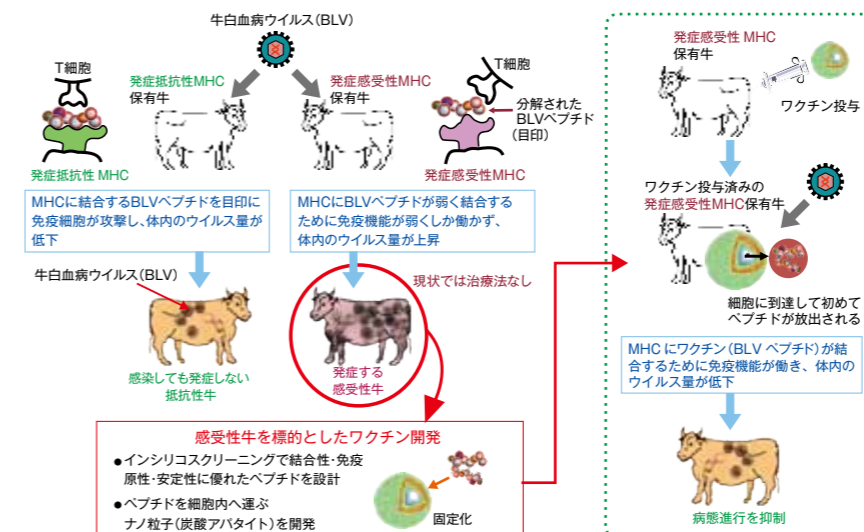 牛白血病ウイルス(BLV)
T細胞
発症抵抗性MHC
保有牛
発症抵抗性 MHC
発症感受性MHC
保有牛
T細胞
分解された
BLVペプチド
(目印)
発症感受性MHC
MHCに結合するBLVペプチドを目印に
免疫細胞が攻撃し、体内のウイルス量が
低下
MHCにBLVペプチドが弱く結合する
ために免疫機能が弱くしか働かず、
体内のウイルス量が上昇
牛白血病ウイルス(BLV)
現状では治療法なし
感染しても発症しない
抵抗性牛
発症する
感受性牛
感受性牛を標的としたワクチン開発
●インシリコスクリーニングで結合性・免疫
原性・安定性に優れたペプチドを設計
●ペプチドを細胞内へ運ぶ
ナノ粒子(炭酸アパタイト)を開発
固定化
発症感受性 MHC
保有牛
ワクチン投与
ワクチン投与済みの
発症感受性MHC保有牛
細胞に到達して初めて
ペプチドが放出される
MHC にワクチン(BLV ペプチド)が結
合するために免疫機能が働き、体内の
ウイルス量が低下
病態進行を抑制